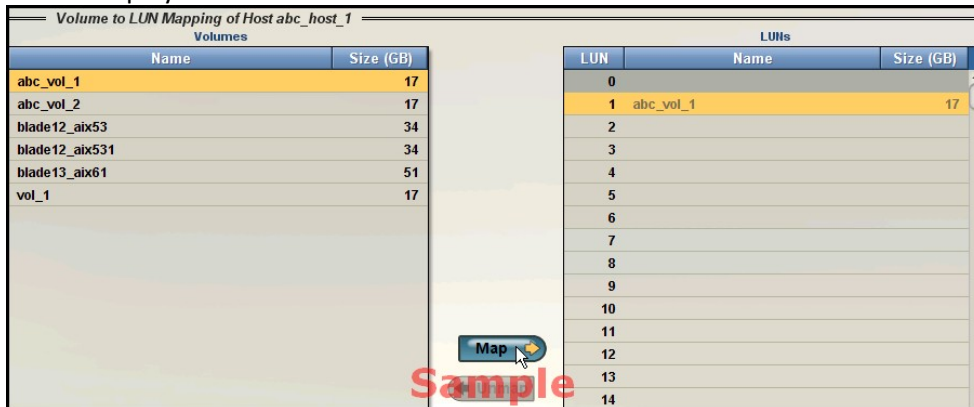 Volume to LUN Mapping of Host abc_host_1
Volumes
Name Size (GB)
abc_vol_1 17
abc_vol_2 17
blade12_aix53 34
blade12_aix531 34
blade13_aix61 51
vol_1 17
Map
Unmap
Sample
LUNs
LUN Name Size (GB)
0
1 abc_vol_1 17
2
3
4
5
6
7
8
9
10
11
12
13
14